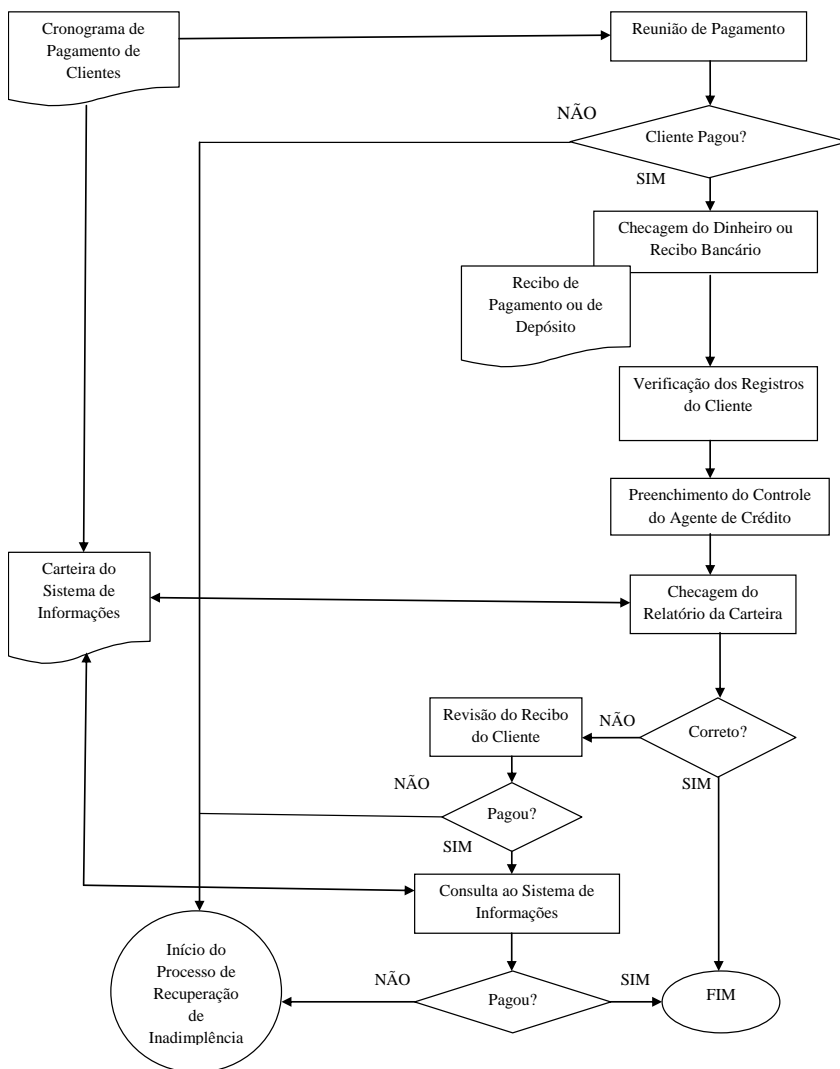 Cronograma de
Pagamento de
Clientes
Reunião de Pagamento
NÃO
Cliente Pagou?
SIM
Checagem do Dinheiro ou
Recibo Bancário
Recibo de
Pagamento ou de
Depósito
Verificação dos Registros
do Cliente
Preenchimento do Controle
do Agente de Crédito
Carteira do
Sistema de
Informações
Checagem do
Relatório da Carteira
Revisão do Recibo
do Cliente
NÃO
Correto?
SIM
NÃO
Pagou?
SIM
Consulta ao Sistema de
Informações
Início do
Processo de
Recuperação
de
Inadimplência
NÃO
Pagou?
SIM
FIM